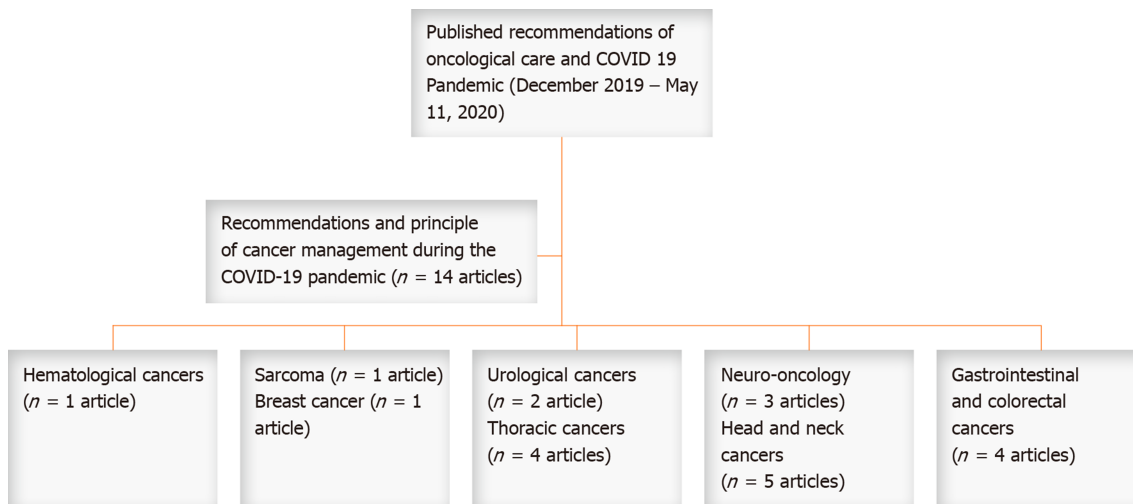 Published recommendations of
oncological care and COVID 19
Pandemic (December 2019 – May
11, 2020)
Recommendations and principle
of cancer management during the
COVID-19 pandemic (n = 14 articles)
Hematological cancers
(n = 1 article)
Sarcoma (n = 1 article)
Breast cancer (n = 1
article)
Urological cancers
(n = 2 article)
Thoracic cancers
(n = 4 articles)
Neuro-oncology
(n = 3 articles)
Head and neck
cancers
(n = 5 articles)
Gastrointestinal
and colorectal
cancers
(n = 4 articles)